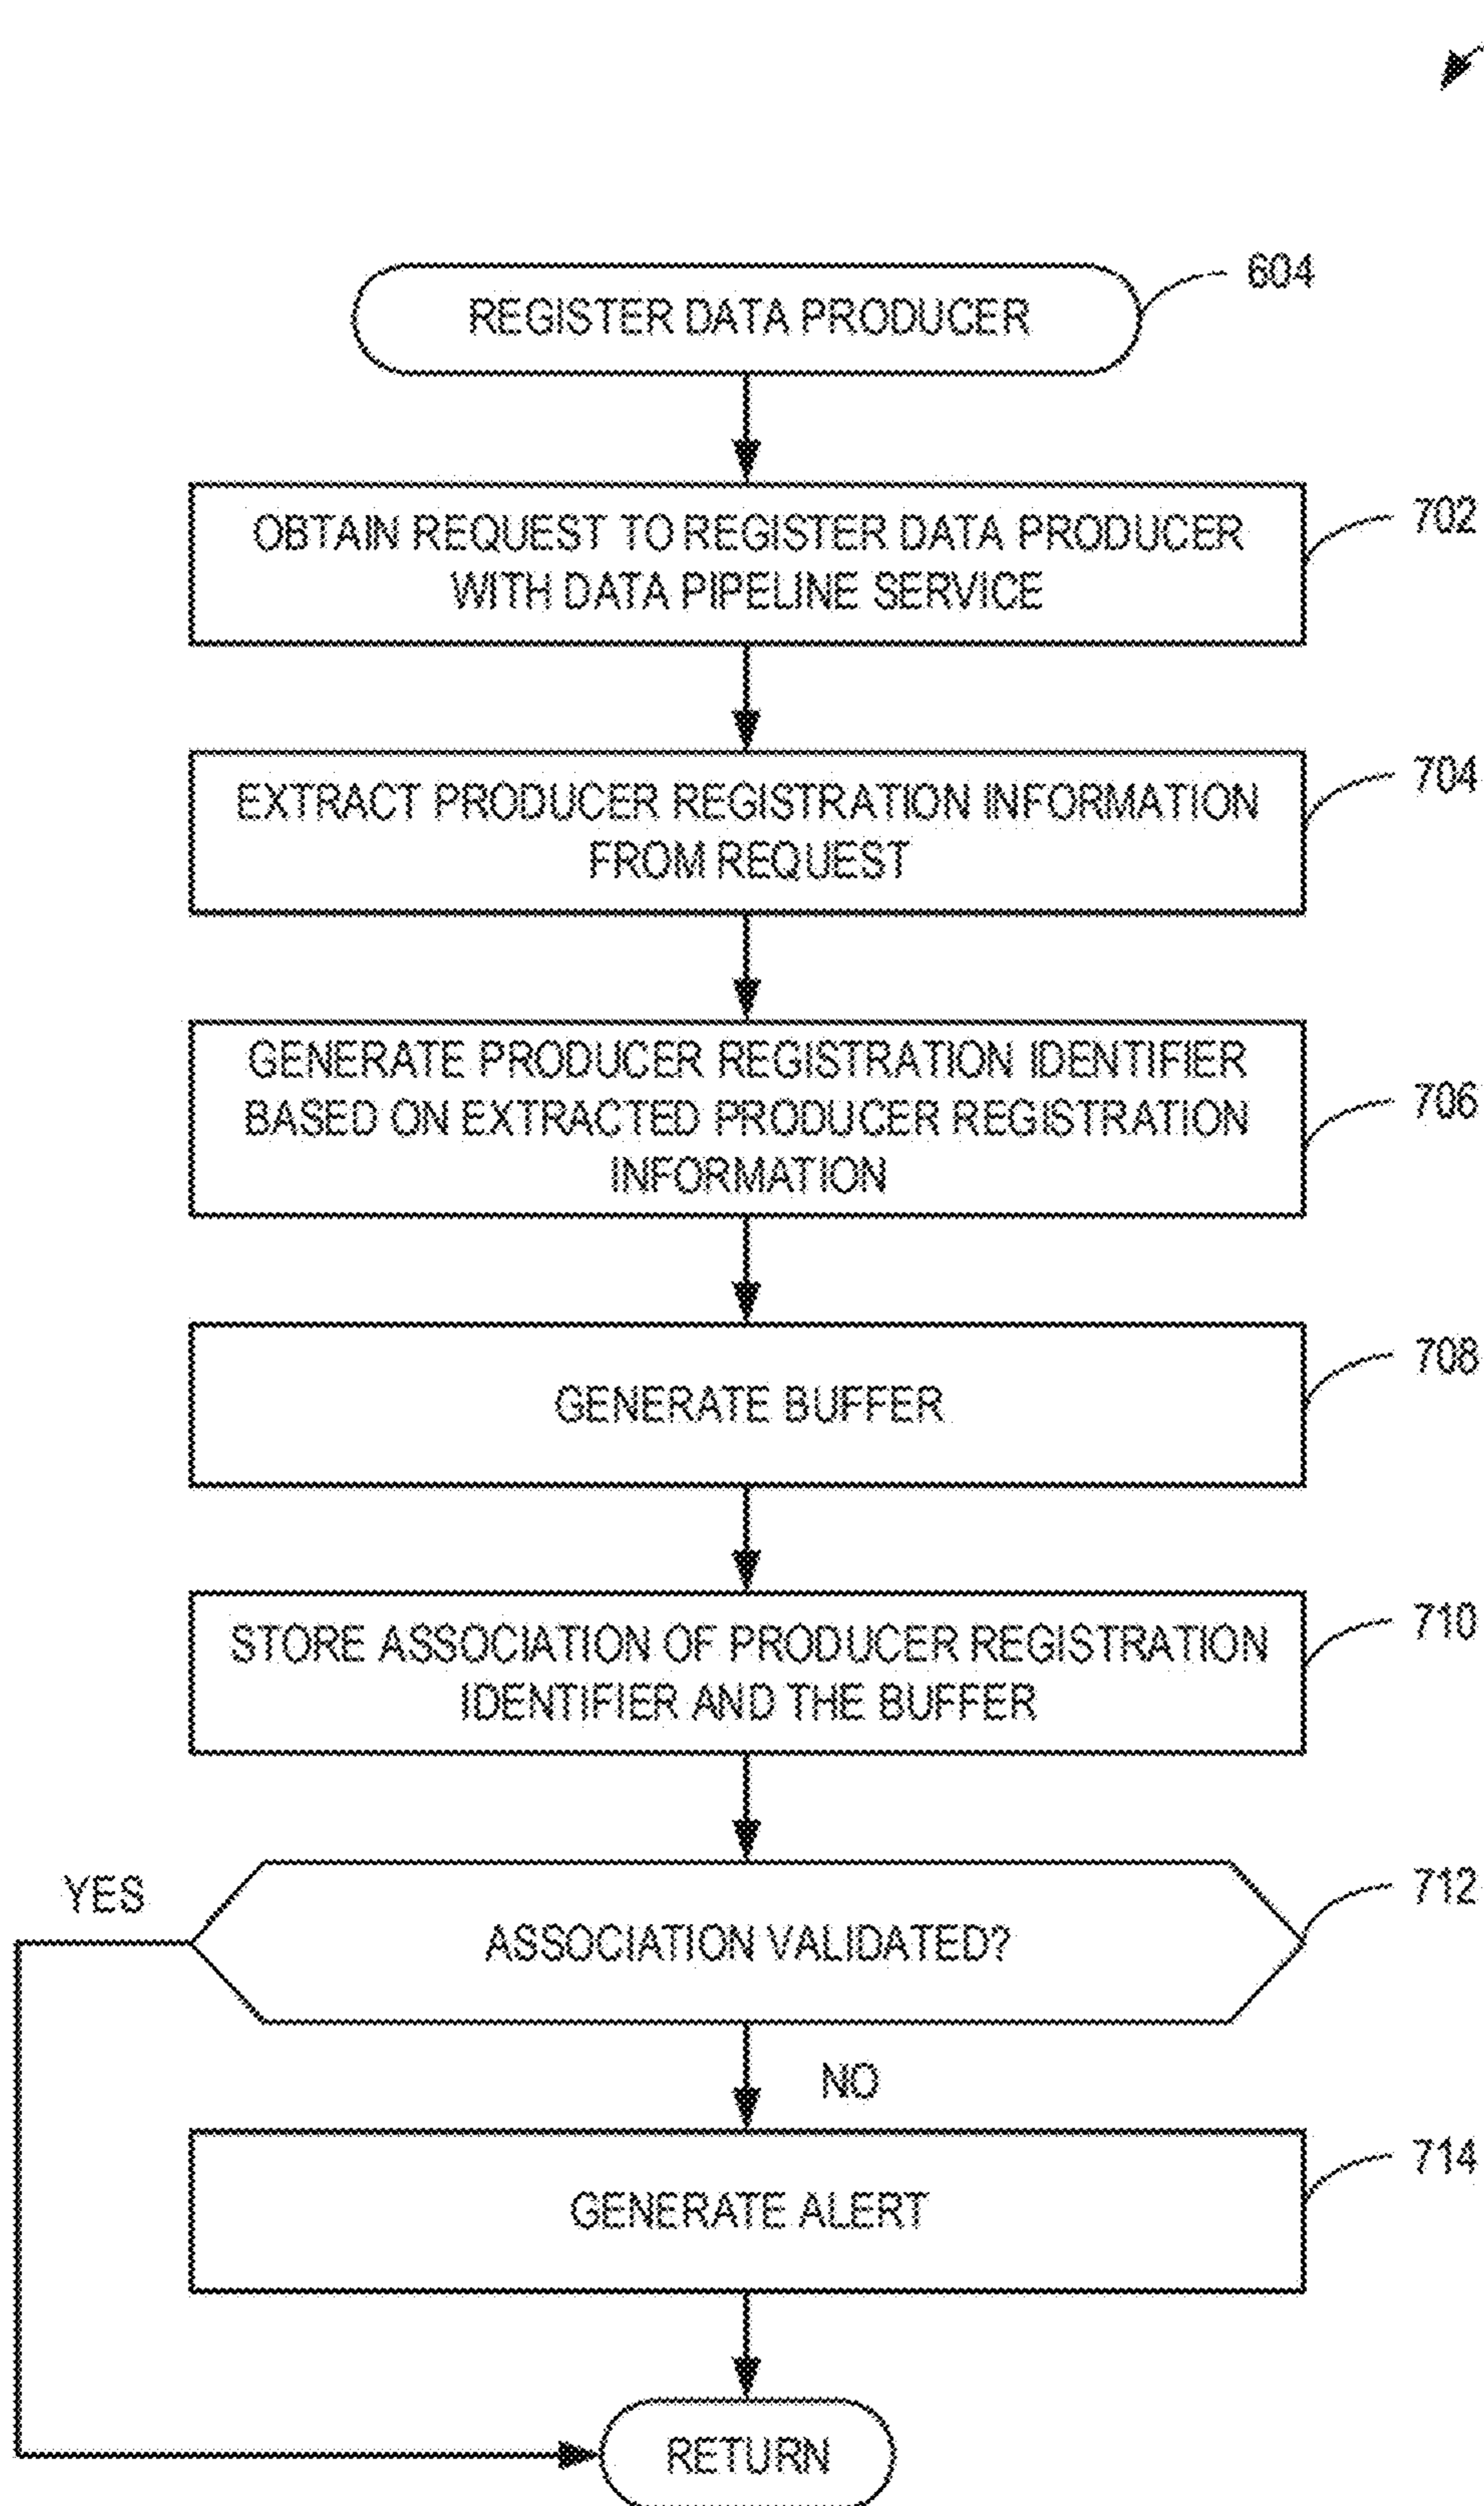 604
REGISTER DATA PRODUCER
702
OBTAIN REQUEST TO REGISTER DATA PRODUCER
WITH DATA PIPELINE SERVICE
704
EXTRACT PRODUCER REGISTRATION INFORMATION
FROM REQUEST
706
GENERATE PRODUCER REGISTRATION IDENTIFIER
BASED ON EXTRACTED PRODUCER REGISTRATION
INFORMATION
708
GENERATE BUFFER
710
STORE ASSOCIATION OF PRODUCER REGISTRATION
IDENTIFIER AND THE BUFFER
712
YES
ASSOCIATION VALIDATED?
NO
714
GENERATE ALERT
RETURN